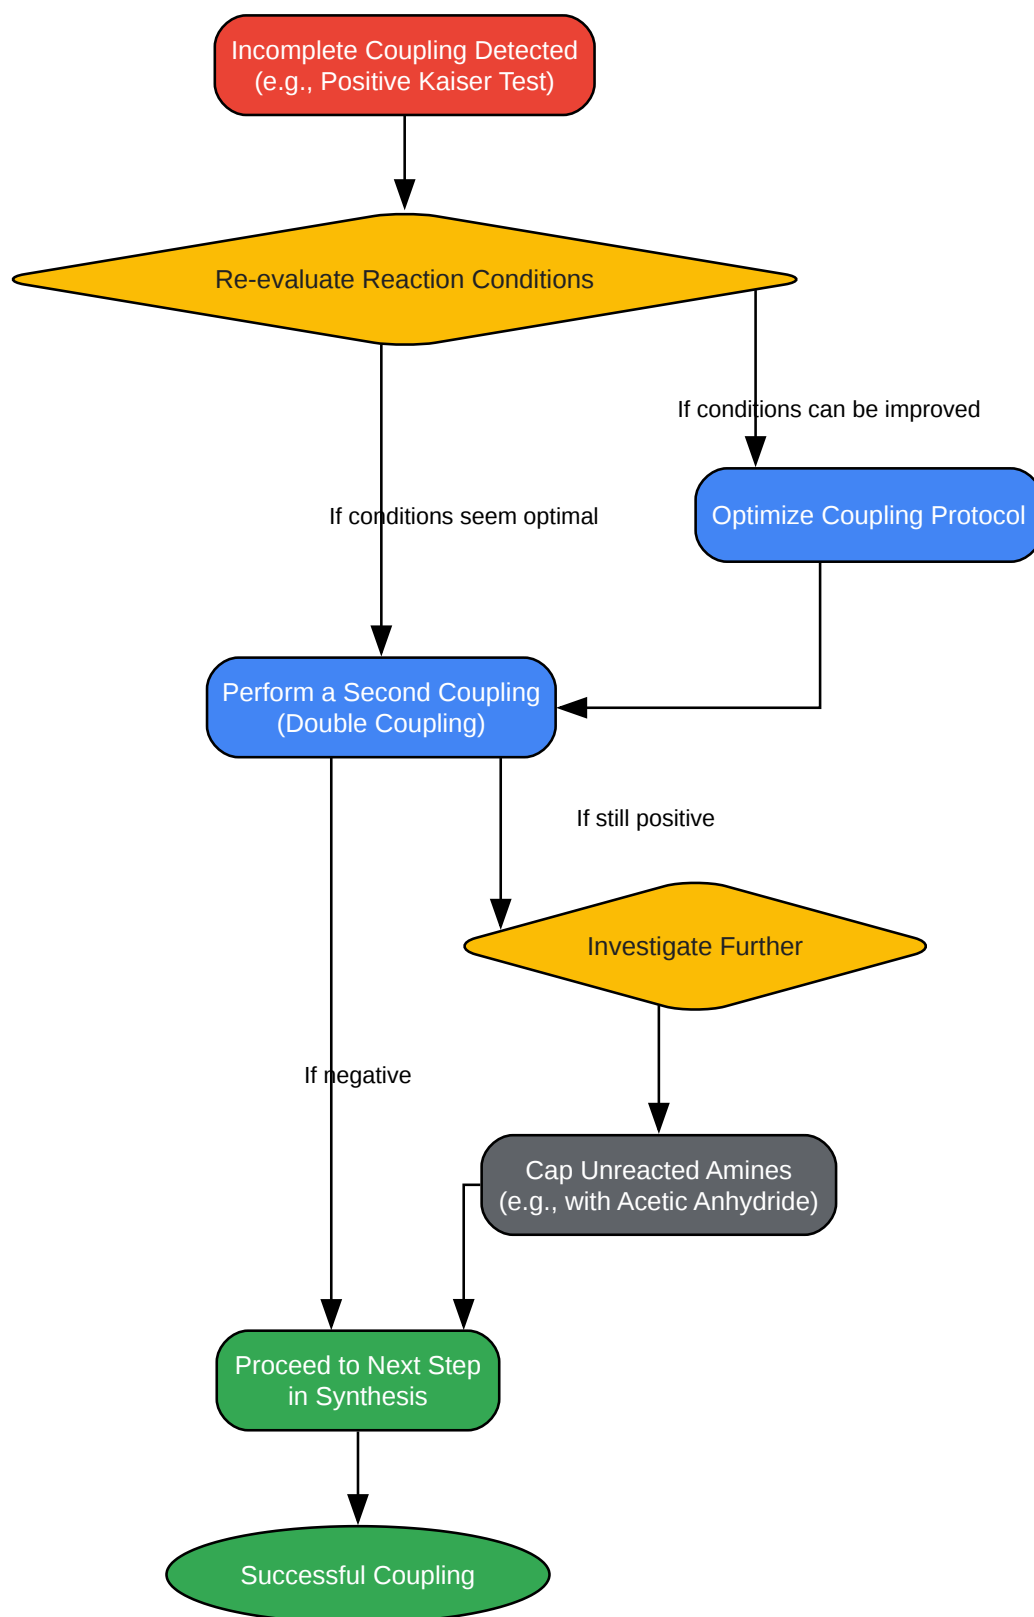 Incomplete Coupling Detected
(e.g., Positive Kaiser Test)
Re-evaluate Reaction Conditions
If conditions can be improved
If conditions seem optimal
Optimize Coupling Protocol
Perform a Second Coupling
(Double Coupling)
If still positive
Investigate Further
If negative
Cap Unreacted Amines
(e.g., with Acetic Anhydride)
Proceed to Next Step
in Synthesis
Successful Coupling